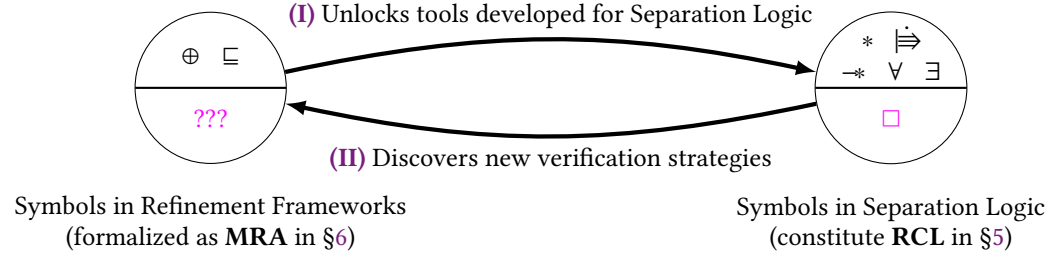 (I) Unlocks tools developed for Separation Logic
⊕ ⊑
∗ |≡̇⇛
−∗ ∀ ∃
???
□
(II) Discovers new verification strategies
Symbols in Refinement Frameworks
(formalized as MRA in §6)
Symbols in Separation Logic
(constitute RCL in §5)